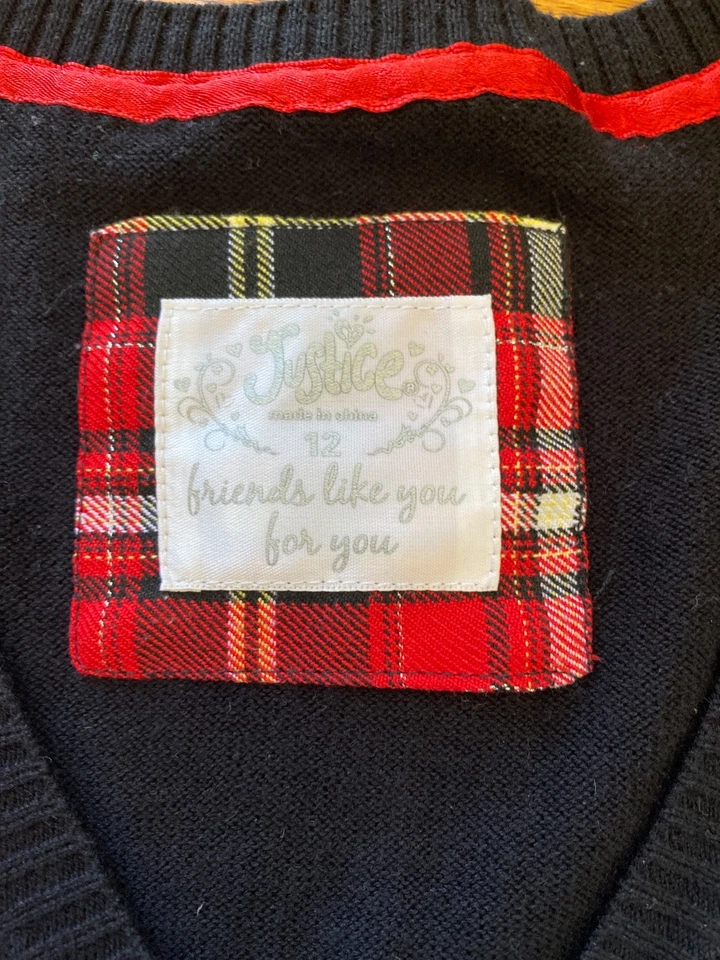 Justice®
made in china
12
friends like you
for you